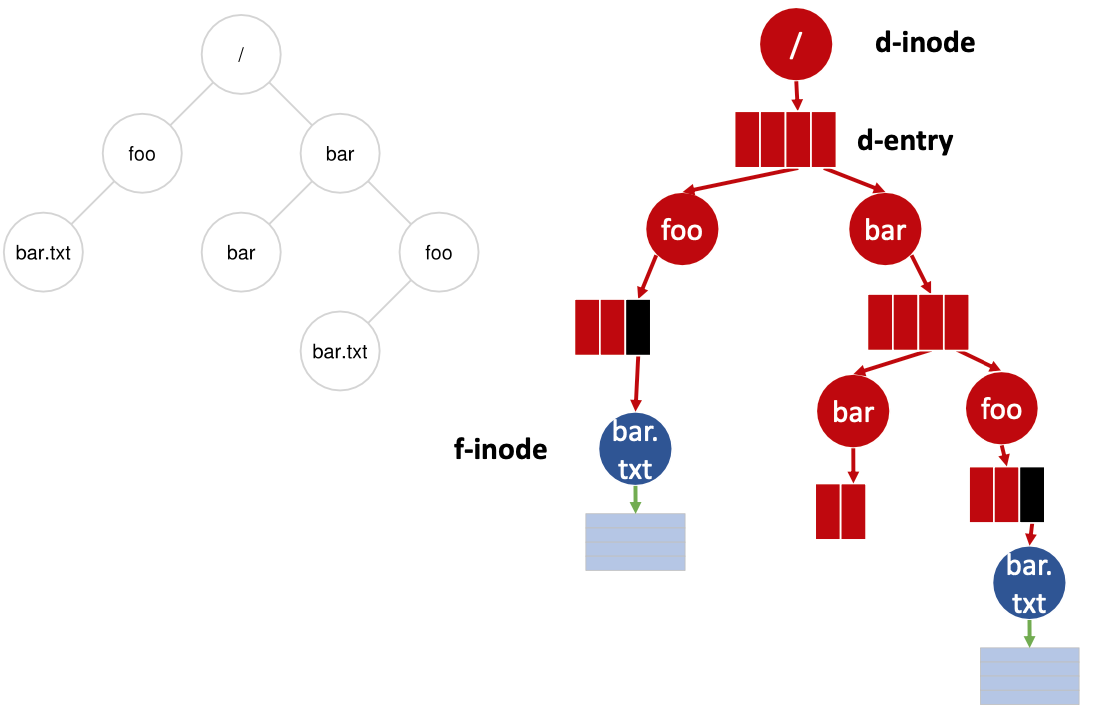 /
foo
bar
bar.txt
bar
foo
bar.txt
/
d-inode
d-entry
foo
bar
bar
foo
f-inode
bar.
txt
bar.
txt